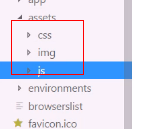 app
assets
css
img
js
environments
browserslist
favicon.ico